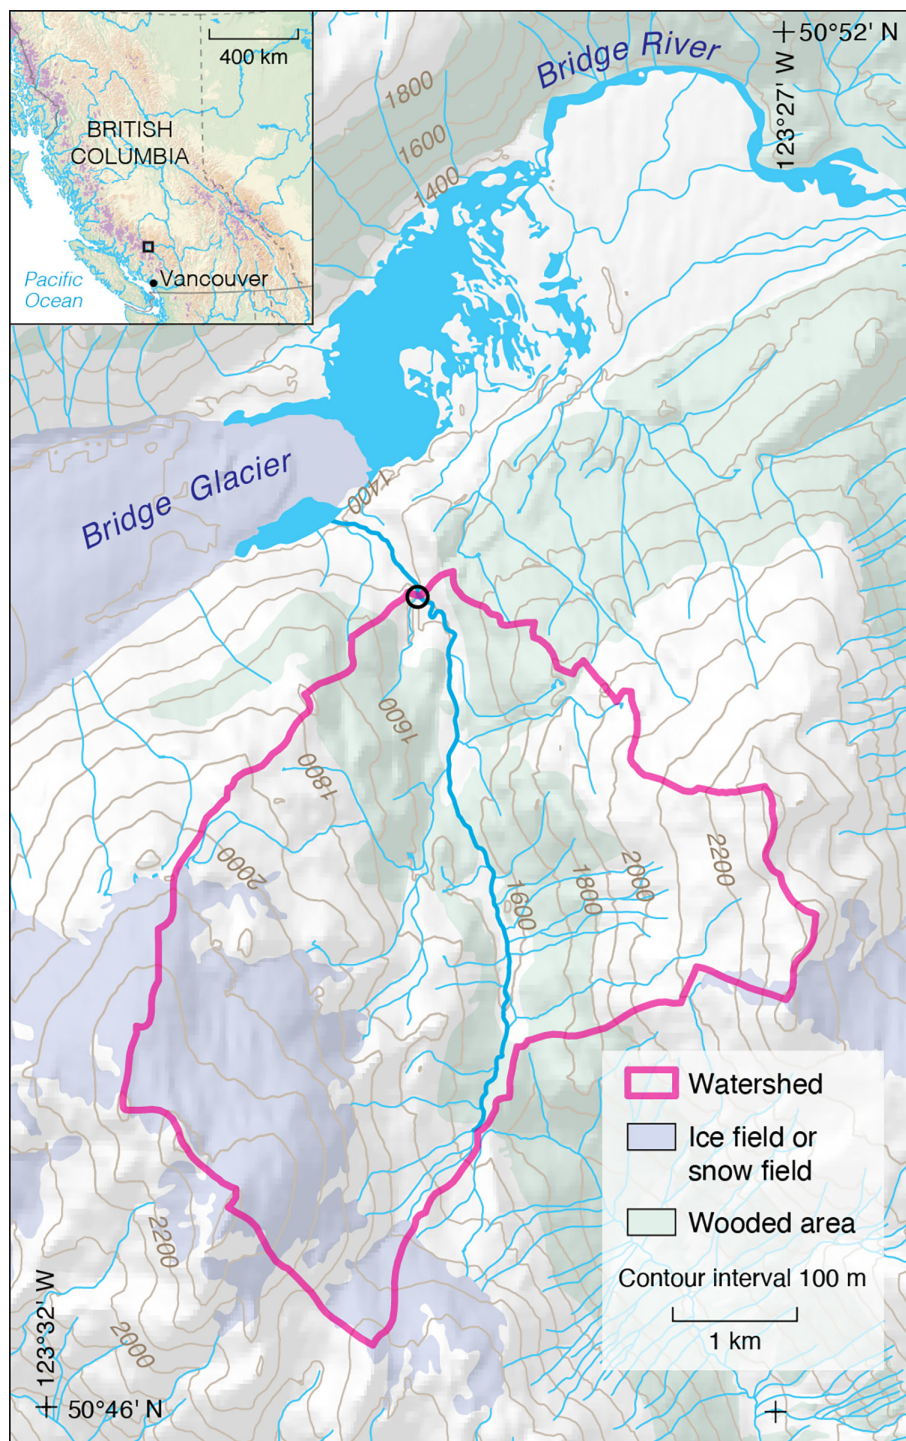 400 km
BRITISH
COLUMBIA
Pacific
Ocean
Vancouver
50°52' N
123°27' W
Bridge River
1800
1600
1400
Bridge Glacier
1400
1600
1800
2000
1600
1800
2000
2200
2200
2000
123°32' W
50°46' N
Watershed
Ice field or
snow field
Wooded area
Contour interval 100 m
1 km